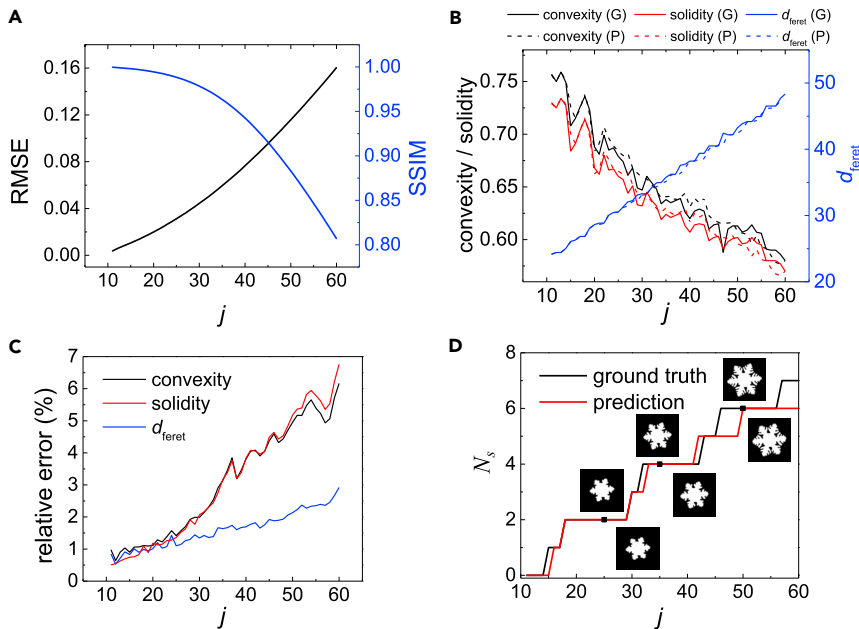 A
RMSE
0.16
0.12
0.08
0.04
0.00
1.00
0.95
0.90
0.85
0.80
SSIM
10 20 30 40 50 60
j
B
convexity (G) solidity (G) dferet (G)
convexity (P) solidity (P) dferet (P)
convexity / solidity
0.75
0.70
0.65
0.60
50
40
30
20
dferet
10 20 30 40 50 60
j
C
relative error (%)
7
6
5
4
3
2
1
0
convexity
solidity
dferet
10 20 30 40 50 60
j
D
Ns
8
6
4
2
0
ground truth
prediction
10 20 30 40 50 60
j